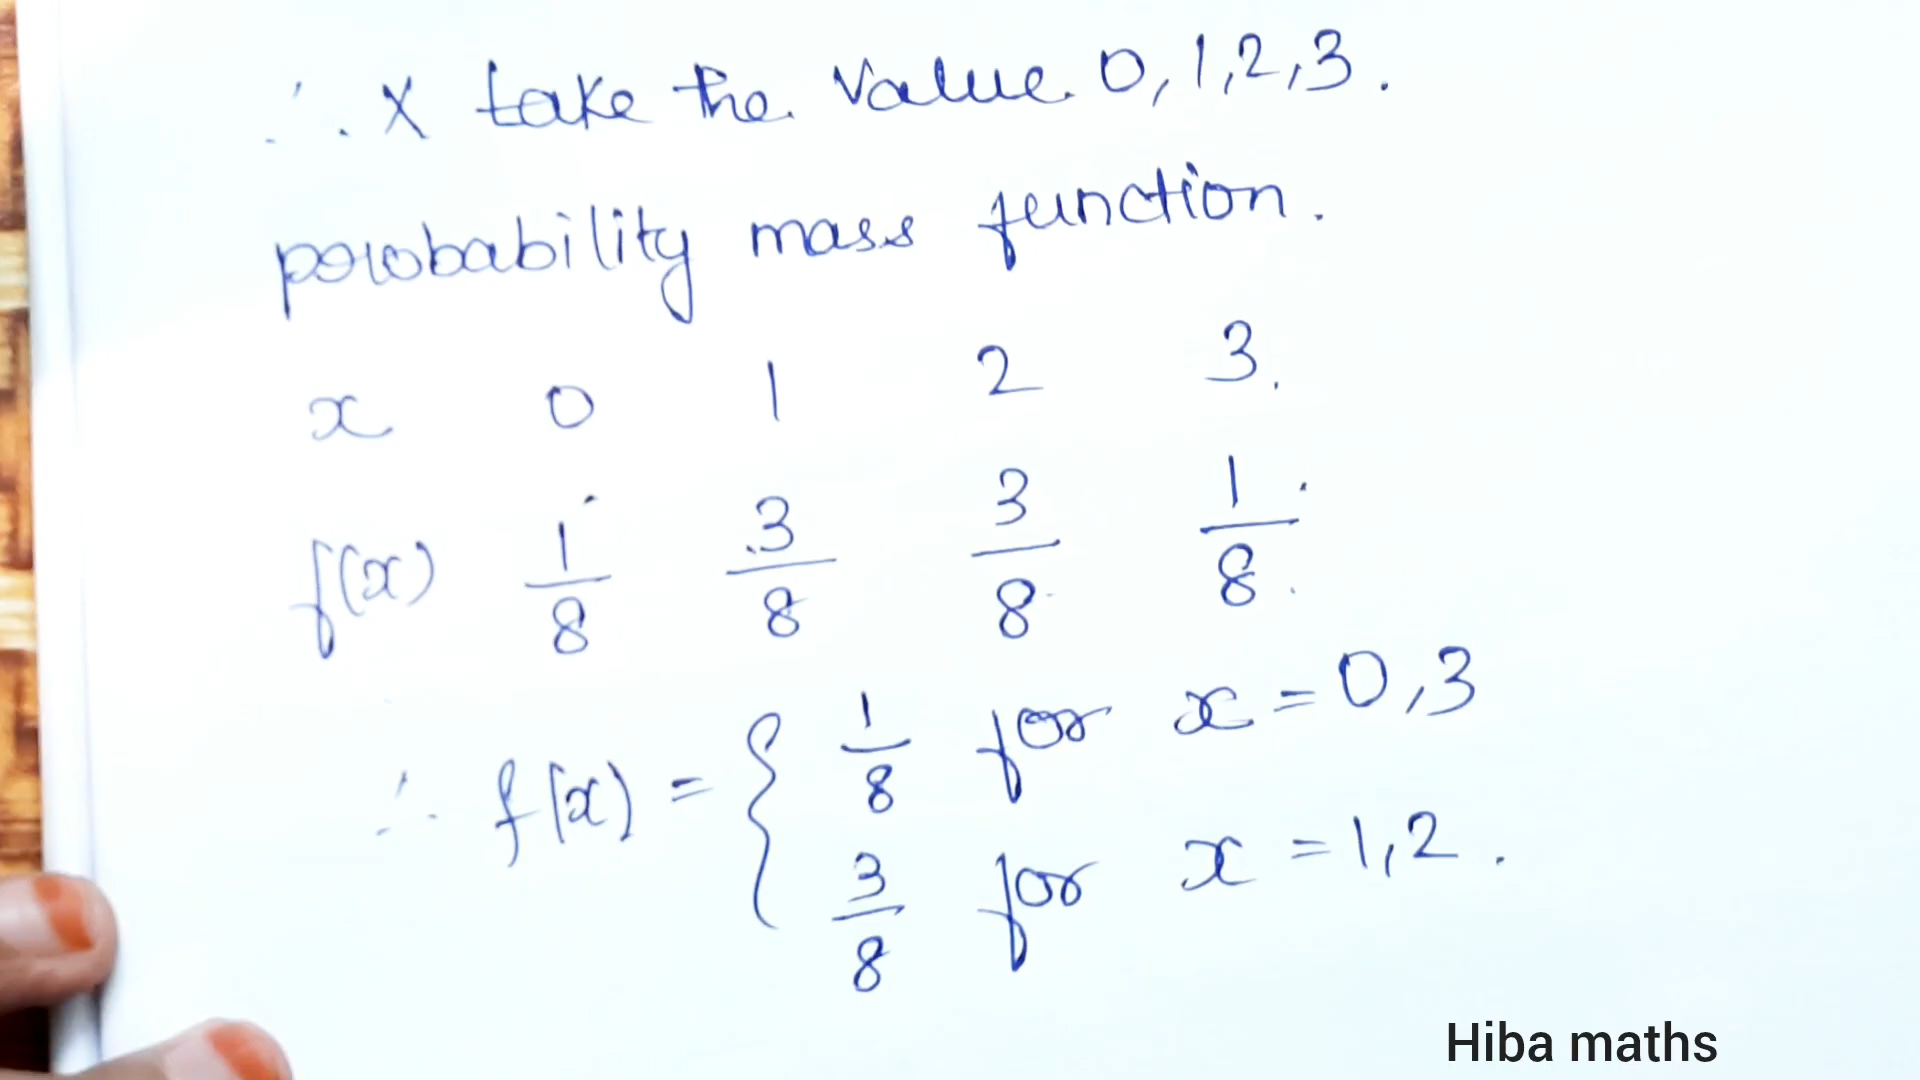 ∴ X take the value 0,1,2,3.
probability mass function.
x 0 1 2 3.
f(x) 1/8 3/8 3/8 1/8.
∴ f(x) = { 1/8 for x = 0,3
3/8 for x = 1,2.
Hiba maths